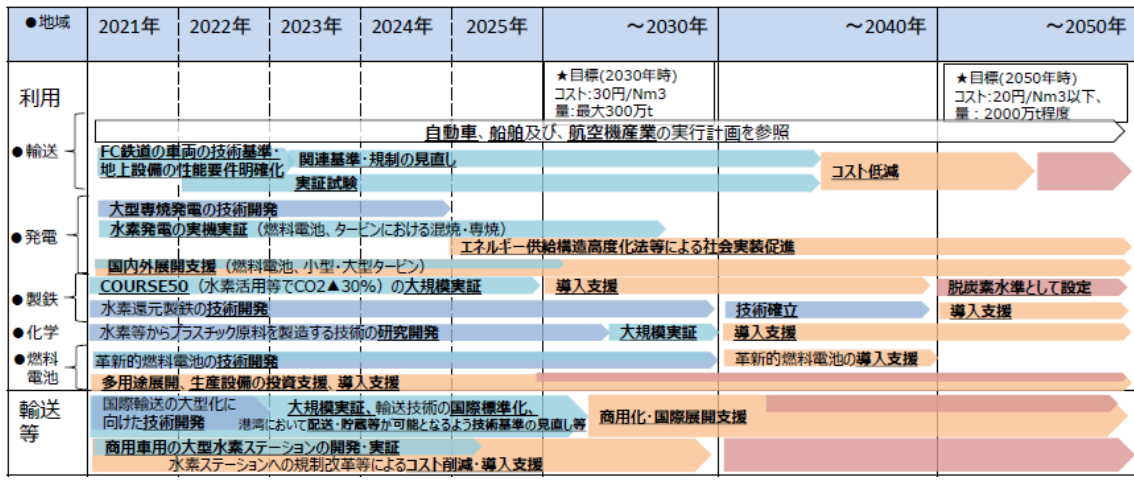 ●地域
2021年
2022年
2023年
2024年
2025年
～2030年
～2040年
～2050年
利用
★目標(2030年時)
コスト:30円/Nm3
量:最大300万t
★目標(2050年時)
コスト:20円/Nm3以下、
量：2000万t程度
●輸送
自動車、船舶及び、航空機産業の実行計画を参照
FC鉄道の車両の技術基準・
地上設備の性能要件明確化
関連基準・規制の見直し
実証試験
コスト低減
●発電
大型専焼発電の技術開発
水素発電の実機実証（燃料電池、タービンにおける混焼・専焼）
エネルギー供給構造高度化法等による社会実装促進
国内外展開支援（燃料電池、小型・大型タービン）
●製鉄
COURSE50（水素活用等でCO2▲30%）の大規模実証
導入支援
脱炭素水準として設定
水素還元製鉄の技術開発
技術確立
導入支援
●化学
水素等からプラスチック原料を製造する技術の研究開発
大規模実証
導入支援
●燃料
電池
革新的燃料電池の技術開発
革新的燃料電池の導入支援
多用途展開、生産設備の投資支援、導入支援
輸送
等
国際輸送の大型化に
向けた技術開発
大規模実証、輸送技術の国際標準化、
港湾において配送・貯蔵等が可能となるよう技術基準の見直し等
商用化・国際展開支援
商用車用の大型水素ステーションの開発・実証
水素ステーションへの規制改革等によるコスト削減・導入支援